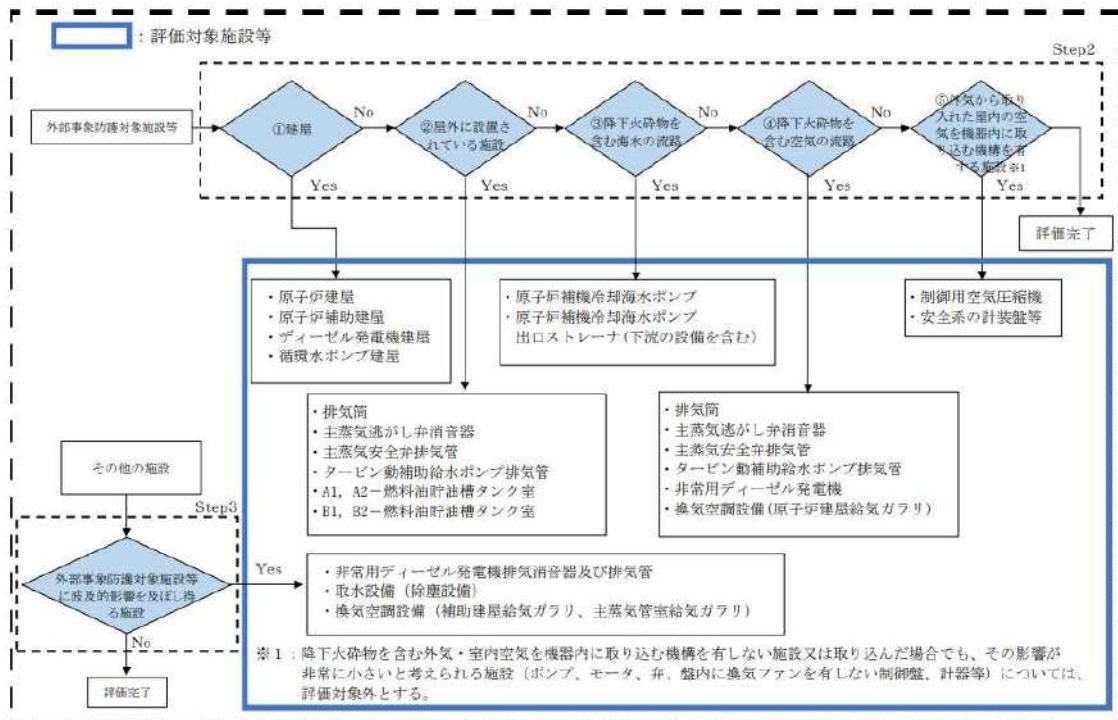 ：評価対象施設等
Step2
外部事象防護対象施設等
①建屋
No
②屋外に設置さ
れている施設
No
③降下火砕物を
含む海水の流路
No
④降下火砕物を
含む空気の流路
No
⑤外気から取り
入れた屋内の空
気を機器内に取
り込む機構を有
する施設※1
Yes
Yes
Yes
Yes
Yes
評価完了
・原子炉建屋
・原子炉補助建屋
・ディーゼル発電機建屋
・循環水ポンプ建屋
・原子炉補機冷却海水ポンプ
・原子炉補機冷却海水ポンプ
出口ストレーナ(下流の設備を含む)
・制御用空気圧縮機
・安全系の計装盤等
・排気筒
・主蒸気逃がし弁消音器
・主蒸気安全弁排気管
・タービン動補助給水ポンプ排気管
・A1, A2－燃料油貯油槽タンク室
・B1, B2－燃料油貯油槽タンク室
・排気筒
・主蒸気逃がし弁消音器
・主蒸気安全弁排気管
・タービン動補助給水ポンプ排気管
・非常用ディーゼル発電機
・換気空調設備(原子炉建屋給気ガラリ)
その他の施設
Step3
外部事象防護対象施設等
に波及的影響を及ぼし得
る施設
Yes
No
評価完了
・非常用ディーゼル発電機排気消音器及び排気管
・取水設備（除塵設備）
・換気空調設備（補助建屋給気ガラリ、主蒸気管室給気ガラリ）
※1：降下火砕物を含む外気・室内空気を機器内に取り込む機構を有しない施設又は取り込んだ場合でも、その影響が
非常に小さいと考えられる施設（ポンプ、モータ、弁、盤内に換気ファンを有しない制御盤、計器等）については、
評価対象外とする。